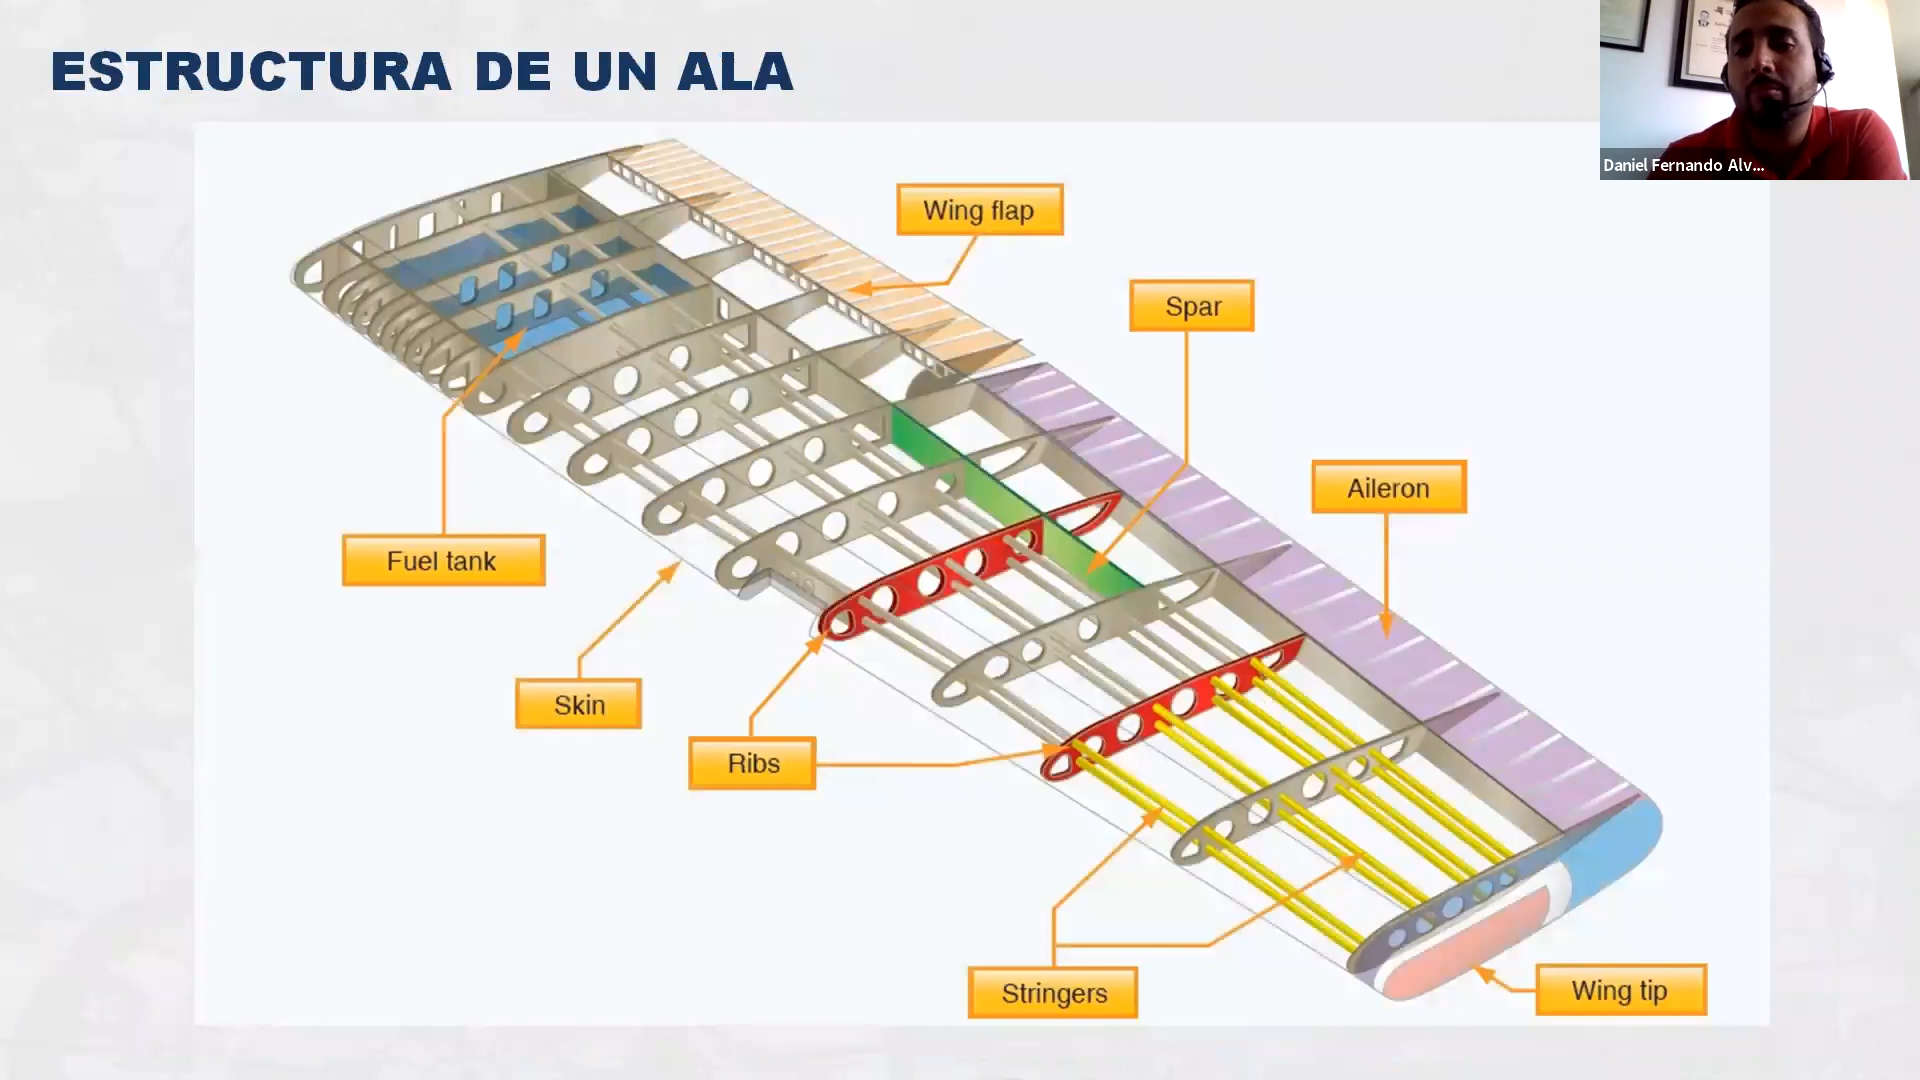 ESTRUCTURA DE UN ALA
Daniel Fernando Alv...
Wing flap
Spar
Aileron
Fuel tank
Skin
Ribs
Stringers
Wing tip